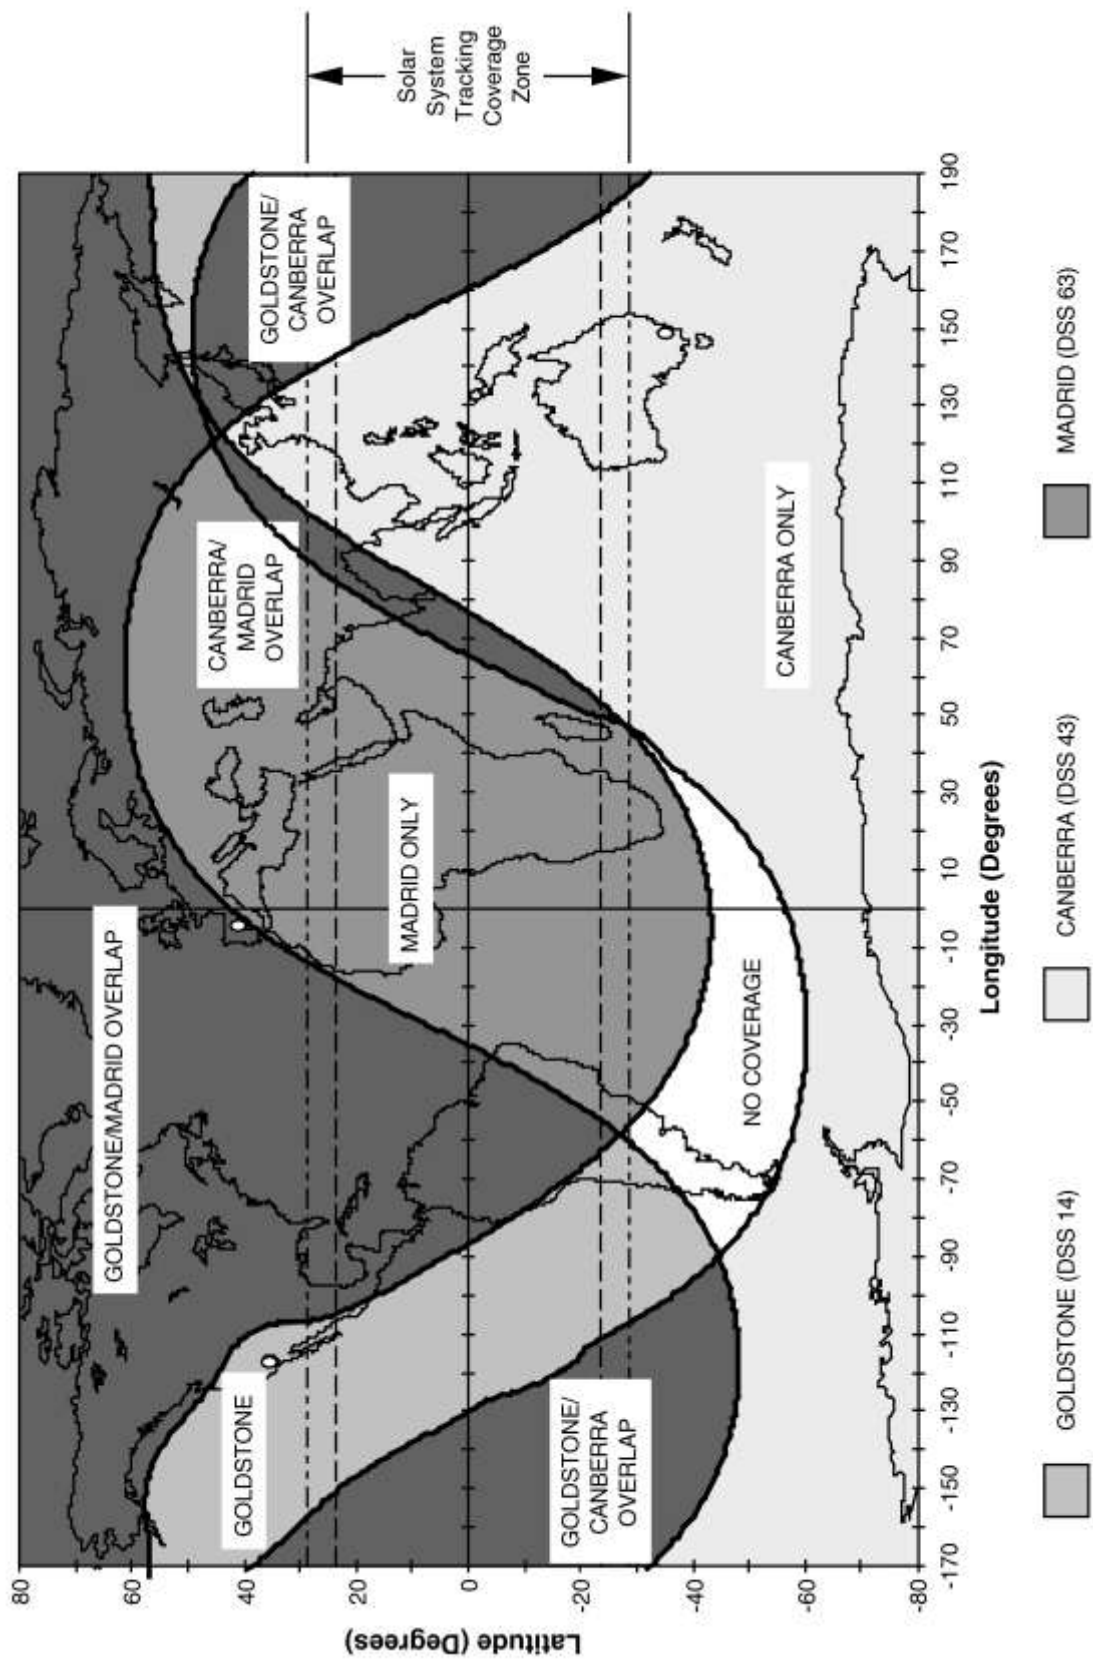 Solar
System
Tracking
Coverage
Zone
GOLDSTONE/MADRID OVERLAP
CANBERRA/
MADRID
OVERLAP
GOLDSTONE/
CANBERRA
OVERLAP
GOLDSTONE
MADRID ONLY
GOLDSTONE/
CANBERRA
OVERLAP
NO COVERAGE
CANBERRA ONLY
Latitude (Degrees)
80
60
40
20
0
-20
-40
-60
-80
-170
-150
-130
-110
-90
-70
-50
-30
-10
10
30
50
70
90
110
130
150
170
190
Longitude (Degrees)
GOLDSTONE (DSS 14)
CANBERRA (DSS 43)
MADRID (DSS 63)